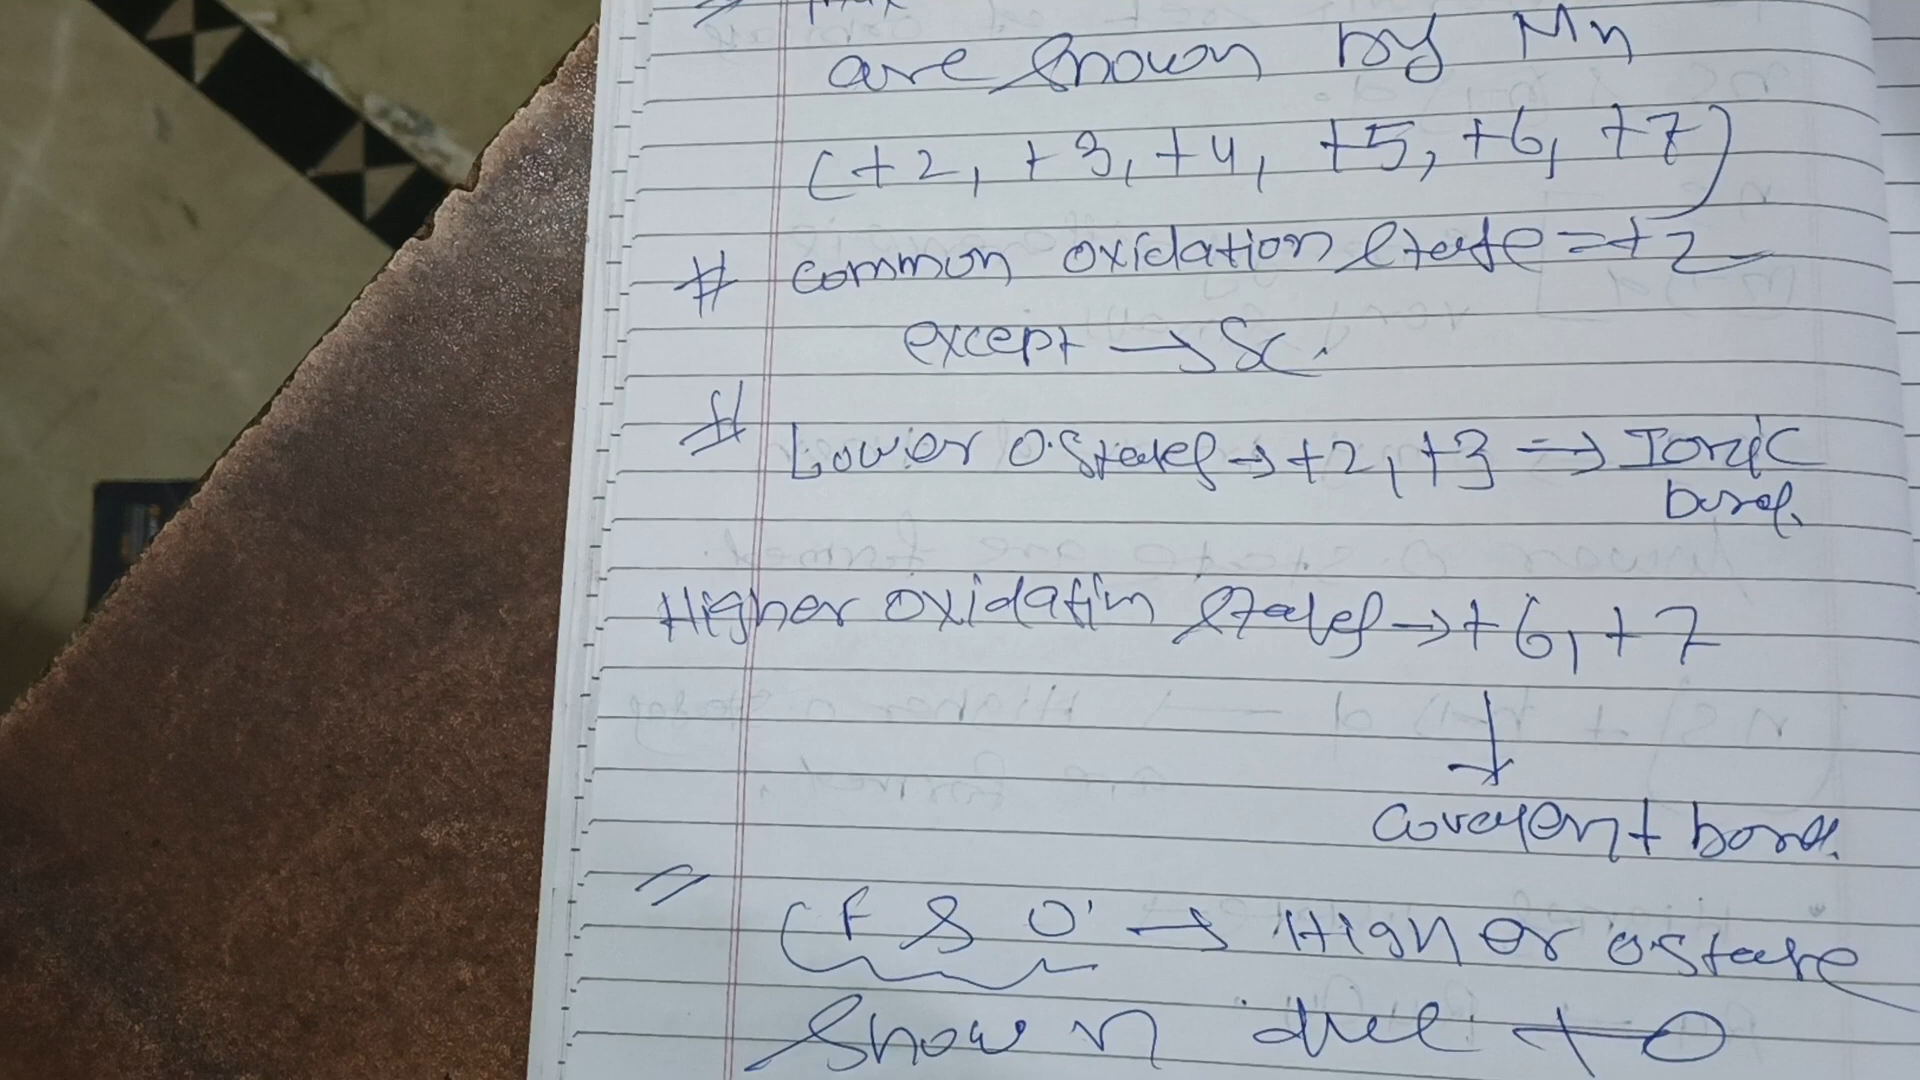 are shown by Mn
(+2, +3, +4, +5, +6, +7)
# common oxidation state = +2
except → Sc.
# Lower O.States → +2, +3 ⇒ Ionic
bond.
Higher oxidation states → +6, +7
↓
covalent bond.
(F & O' → Higher o.state
shown due to